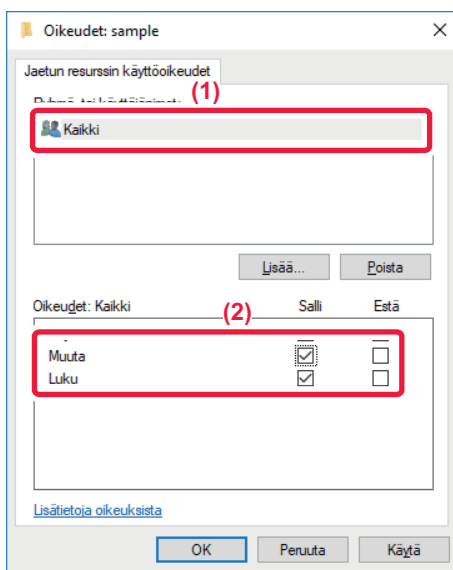 Oikeudet: sample
Jaetun resurssin käyttöoikeudet
(1)
Kaikki
Lisää... Poista
Oikeudet: Kaikki (2) Salli Estä
Muuta
Luku
Lisätietoja oikeuksista
OK Peruuta Käytä